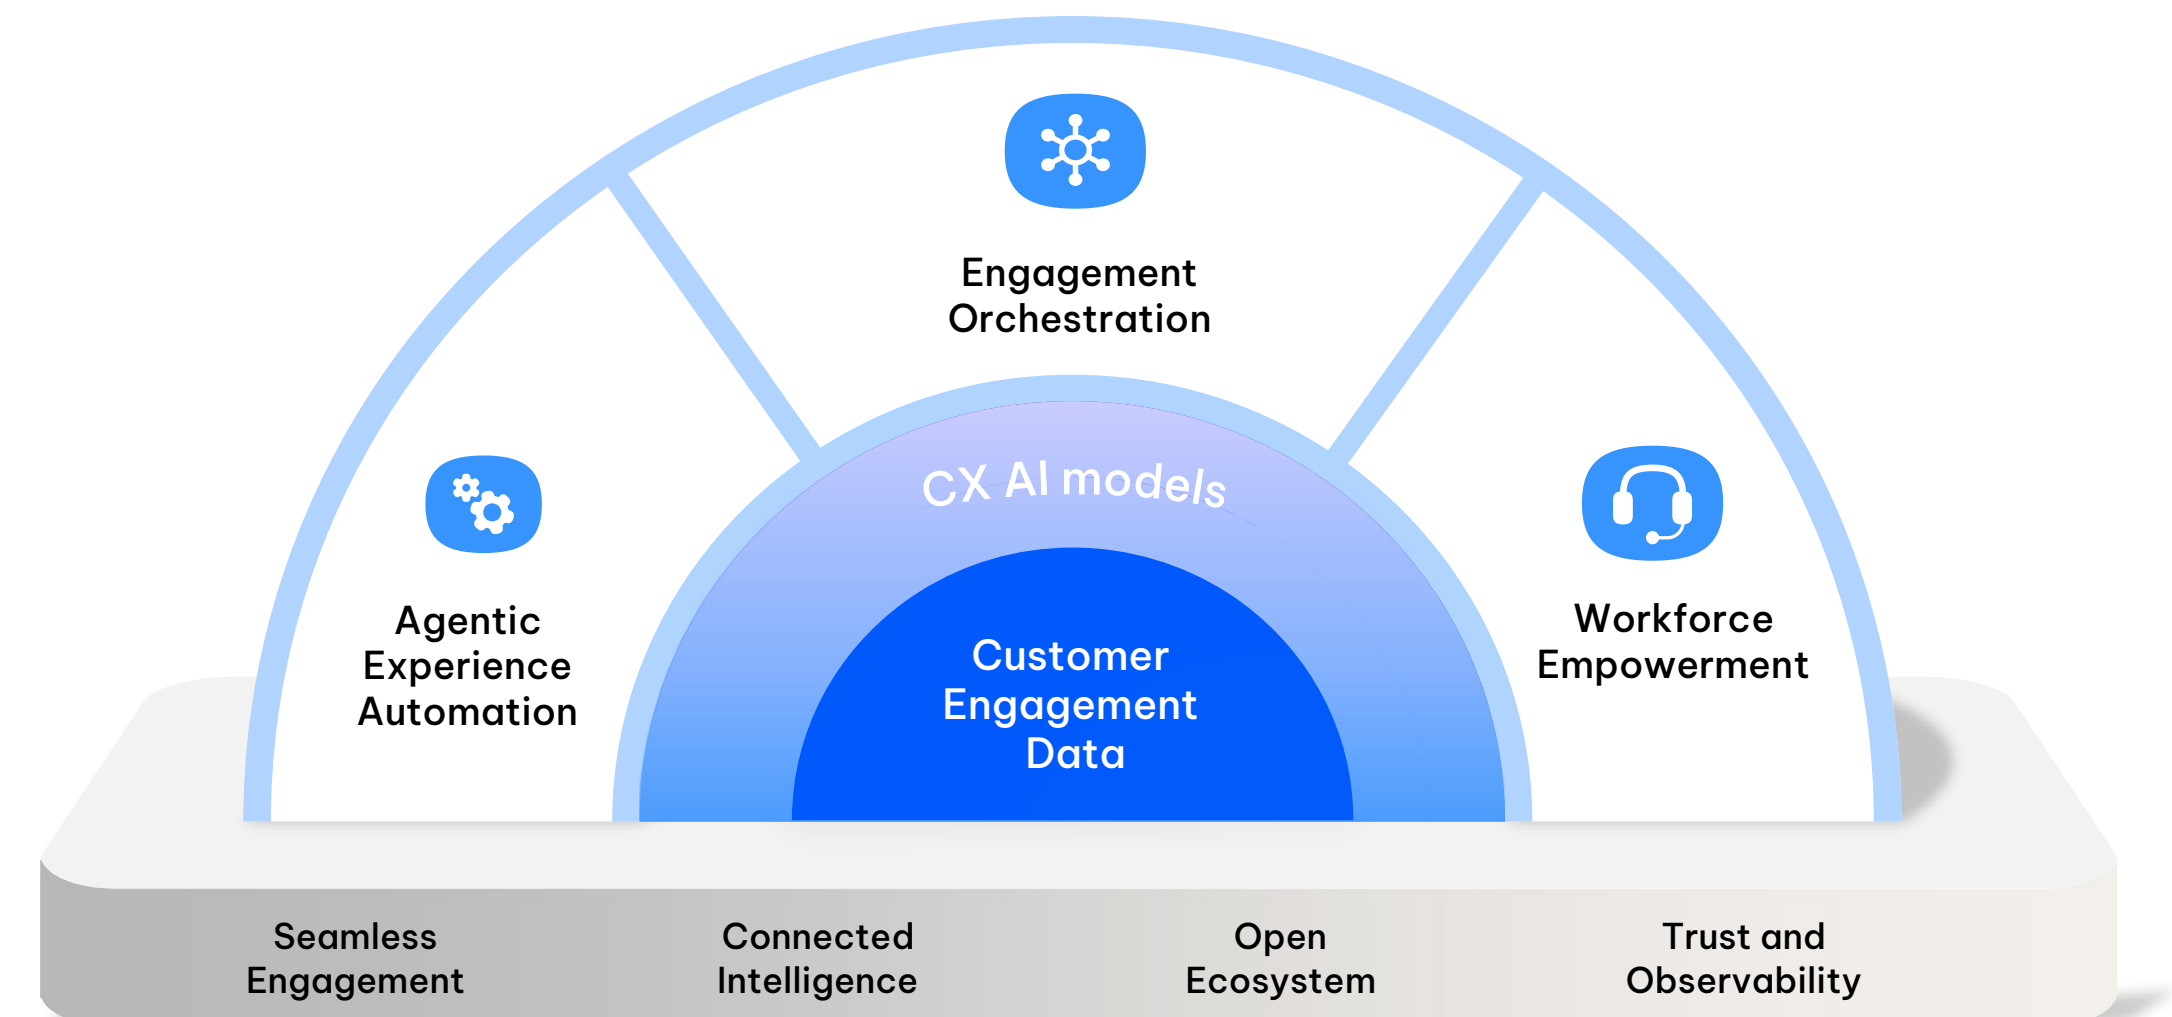 Engagement
Orchestration
CX AI models
Agentic
Experience
Automation
Customer
Engagement
Data
Workforce
Empowerment
Seamless
Engagement
Connected
Intelligence
Open
Ecosystem
Trust and
Observability